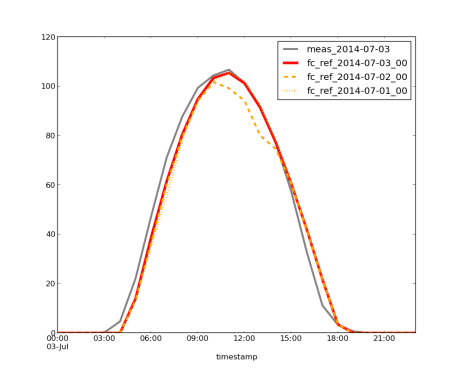 120
100
80
60
40
20
0
meas_2014-07-03
fc_ref_2014-07-03_00
fc_ref_2014-07-02_00
fc_ref_2014-07-01_00
00:00 03:00 06:00 09:00 12:00 15:00 18:00 21:00
03-Jul
timestamp